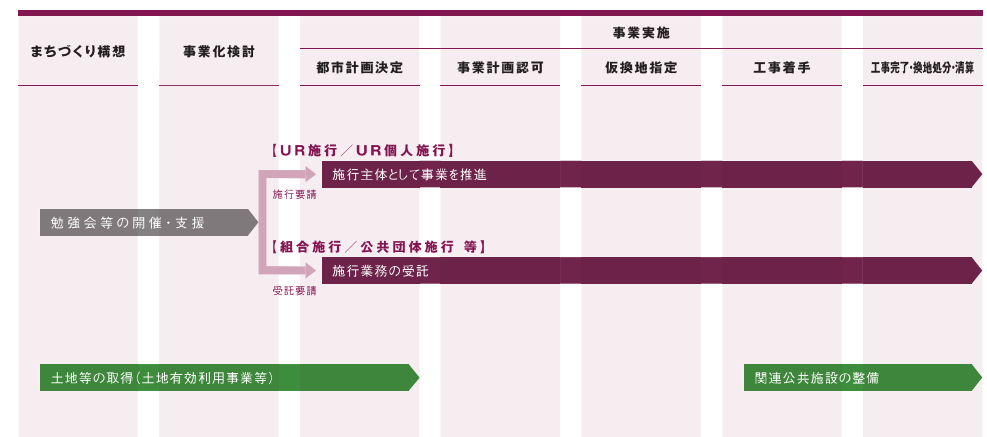 まちづくり構想
事業化検討
事業実施
都市計画決定
事業計画認可
仮換地指定
工事着手
工事完了・換地処分・清算
【UR施行／UR個人施行】
施行主体として事業を推進
施行要請
勉強会等の開催・支援
【組合施行／公共団体施行 等】
施行業務の受託
受託要請
土地等の取得（土地有効利用事業等）
関連公共施設の整備